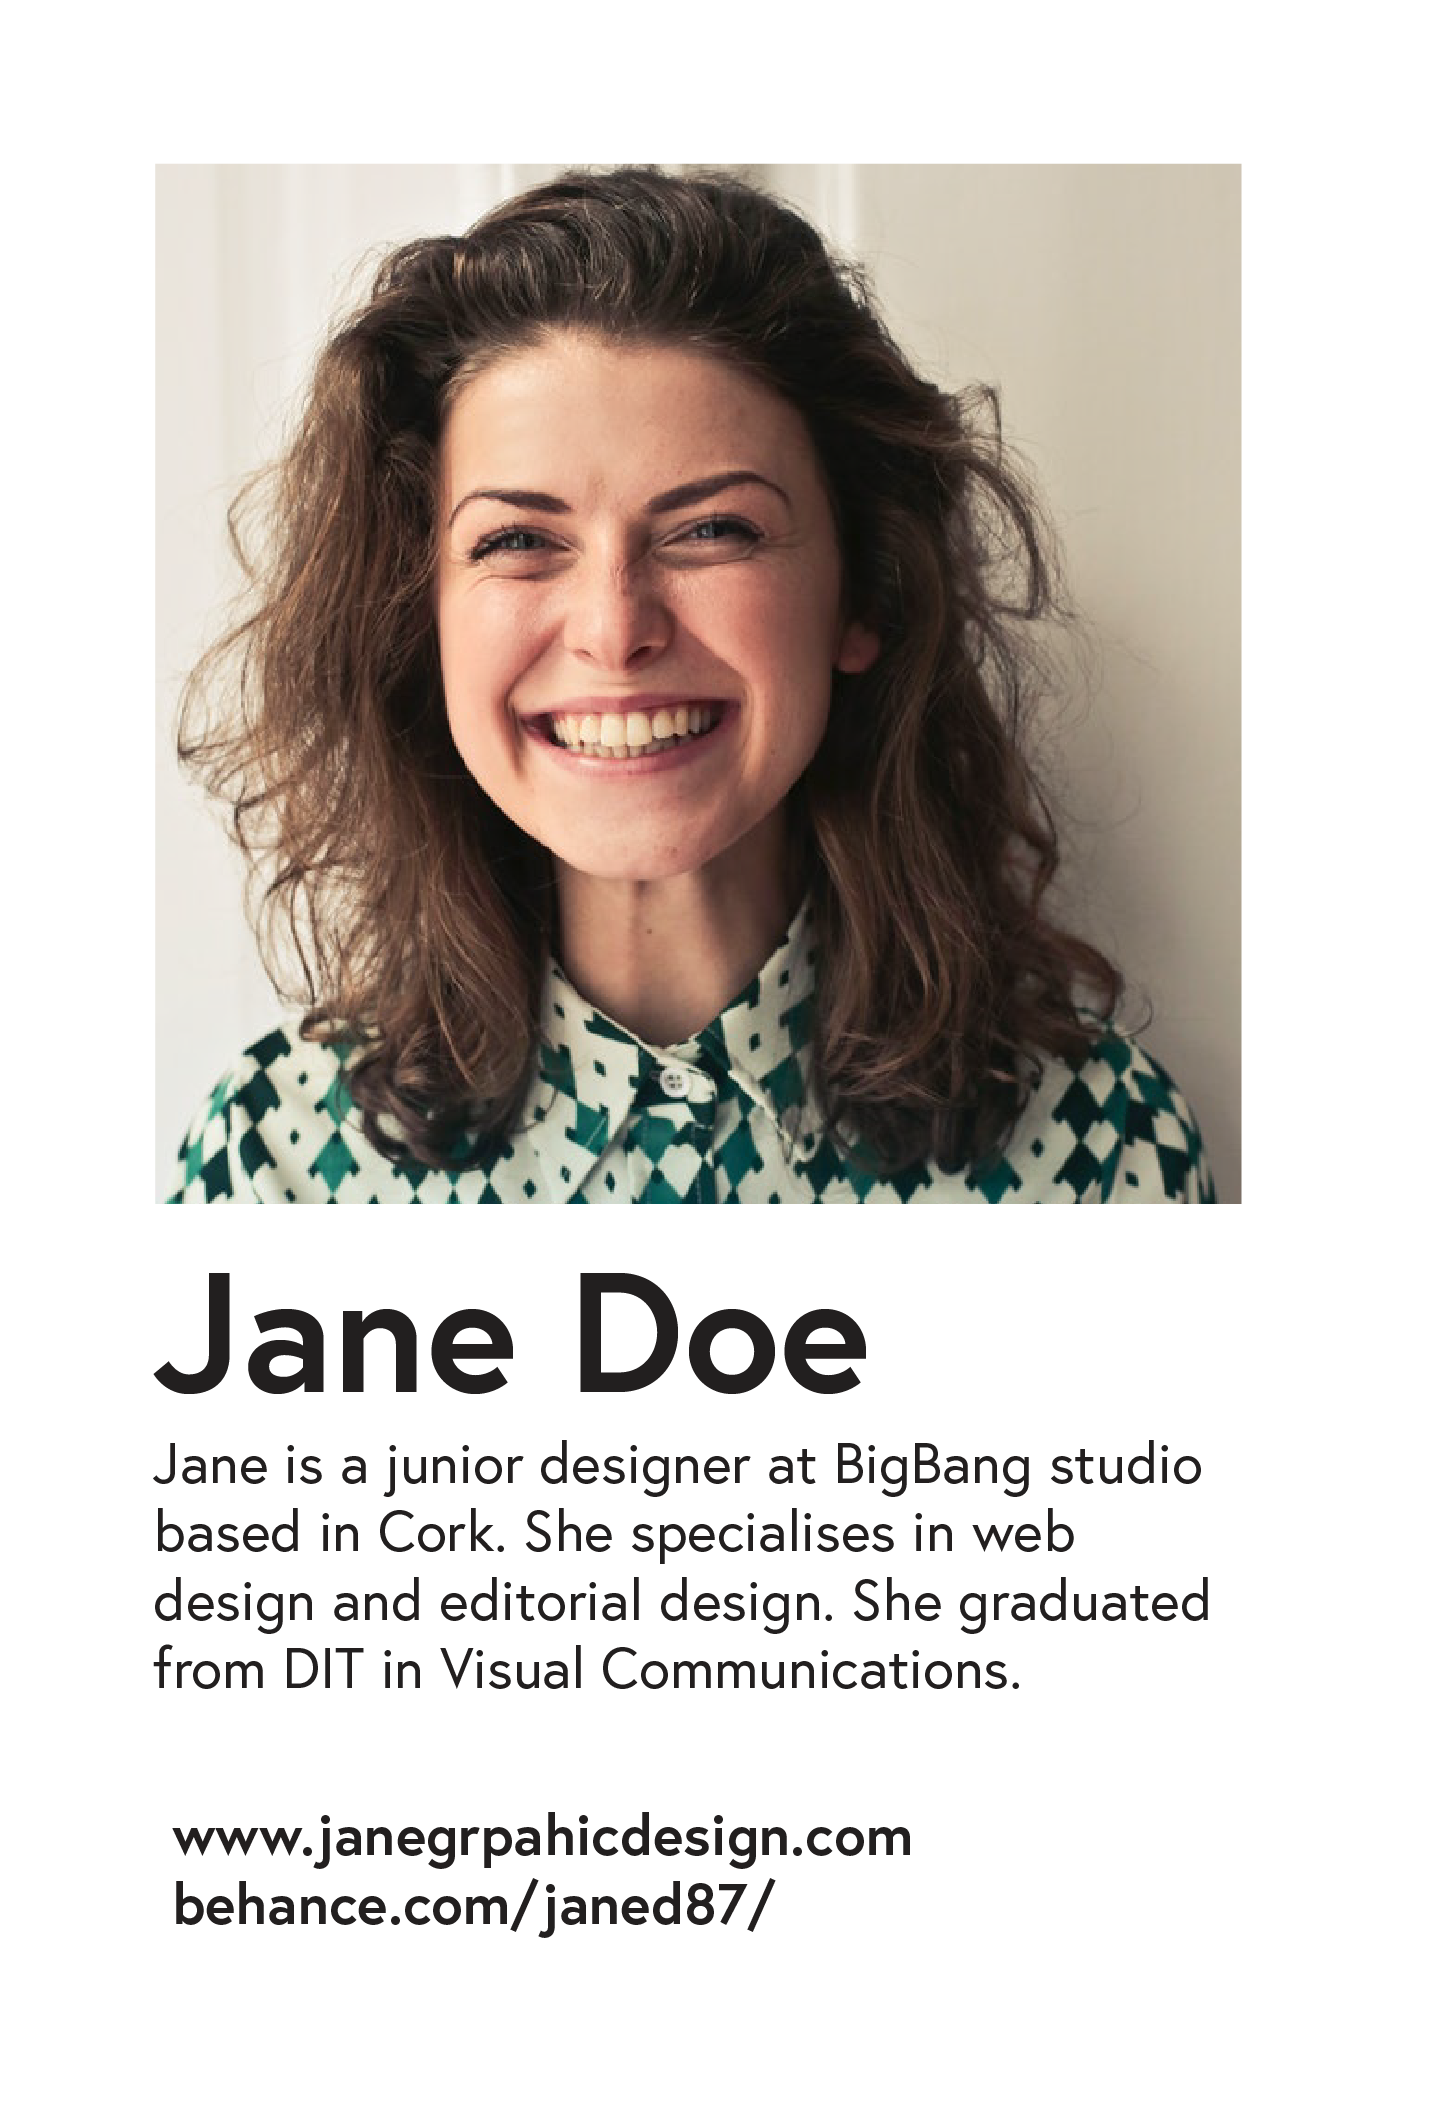 Jane Doe
Jane is a junior designer at BigBang studio
based in Cork. She specialises in web
design and editorial design. She graduated
from DIT in Visual Communications.
www.janegrpahicdesign.com
behance.com/janed87/